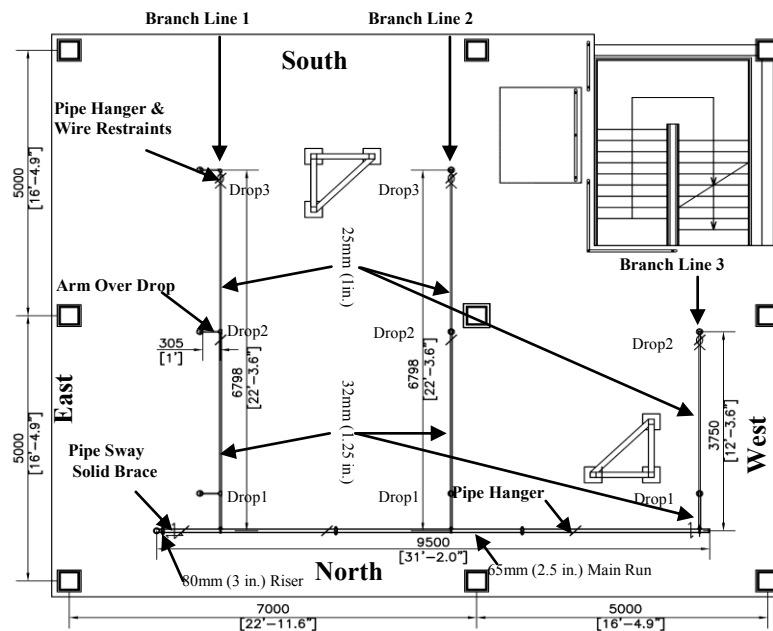 Branch Line 1
Branch Line 2
South
Pipe Hanger &
Wire Restraints
Drop3
Drop3
5000
[16'-4.9"]
25mm (1in.)
Branch Line 3
Arm Over Drop
Drop2
Drop2
Drop2
305
[1']
6798
[22'-3.6"]
6798
[22'-3.6"]
East
West
5000
[16'-4.9"]
32mm (1.25 in.)
3750
[12'-3.6"]
Pipe Sway
Solid Brace
Drop1
Drop1
Pipe Hanger
Drop1
9500
[31'-2.0"]
80mm (3 in.) Riser
North
65mm (2.5 in.) Main Run
7000
[22'-11.6"]
5000
[16'-4.9"]